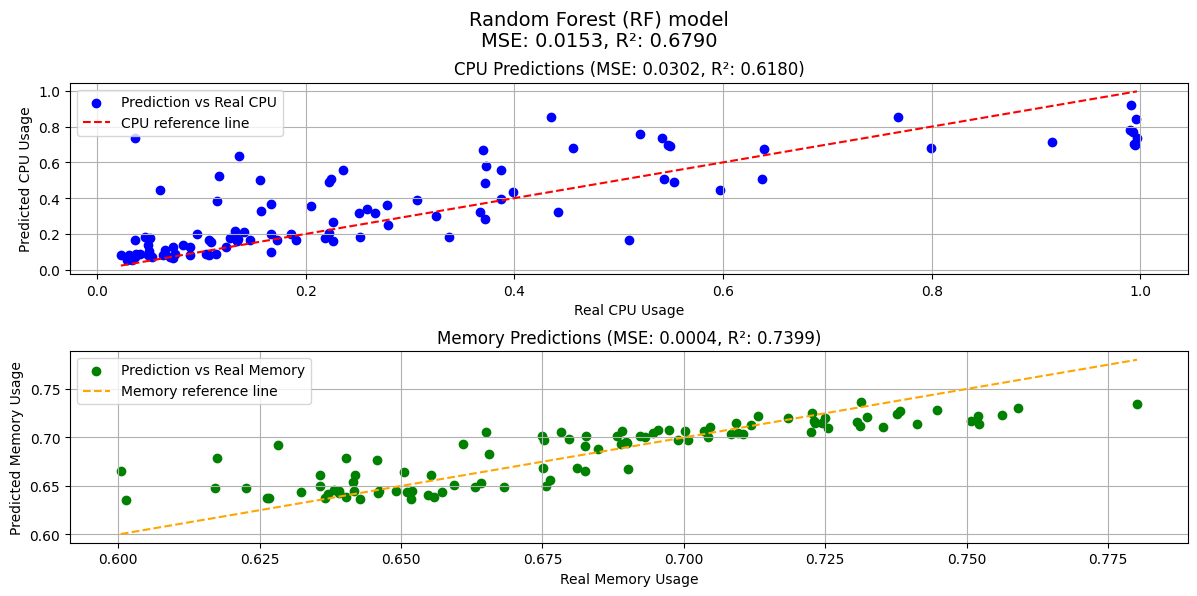 Random Forest (RF) model
MSE: 0.0153, R²: 0.6790
CPU Predictions (MSE: 0.0302, R²: 0.6180)
Prediction vs Real CPU
CPU reference line
Predicted CPU Usage
1.0
0.8
0.6
0.4
0.2
0.0
0.0 0.2 0.4 0.6 0.8 1.0
Real CPU Usage
Memory Predictions (MSE: 0.0004, R²: 0.7399)
Prediction vs Real Memory
Memory reference line
Predicted Memory Usage
0.75
0.70
0.65
0.60
0.600 0.625 0.650 0.675 0.700 0.725 0.750 0.775
Real Memory Usage